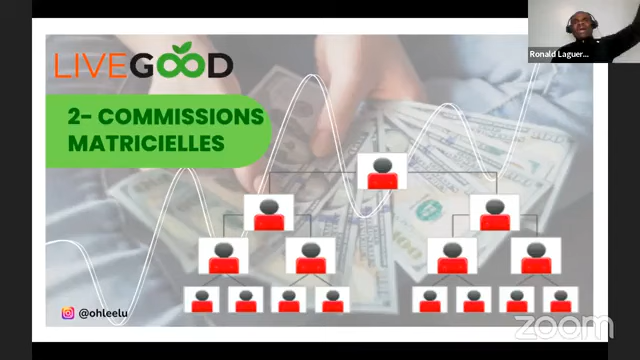 LIVEGOOD
2- COMMISSIONS
MATRICIELLES
@ohleelu
Ronald Laguer...
zoom